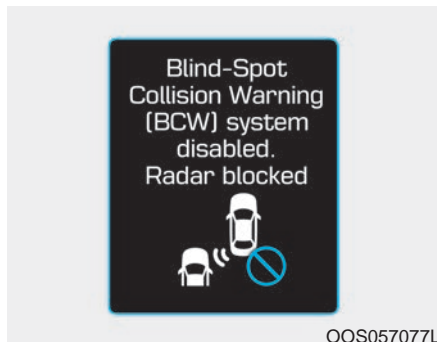 Blind-Spot
Collision Warning
(BCW) system
disabled.
Radar blocked
OOS057077L